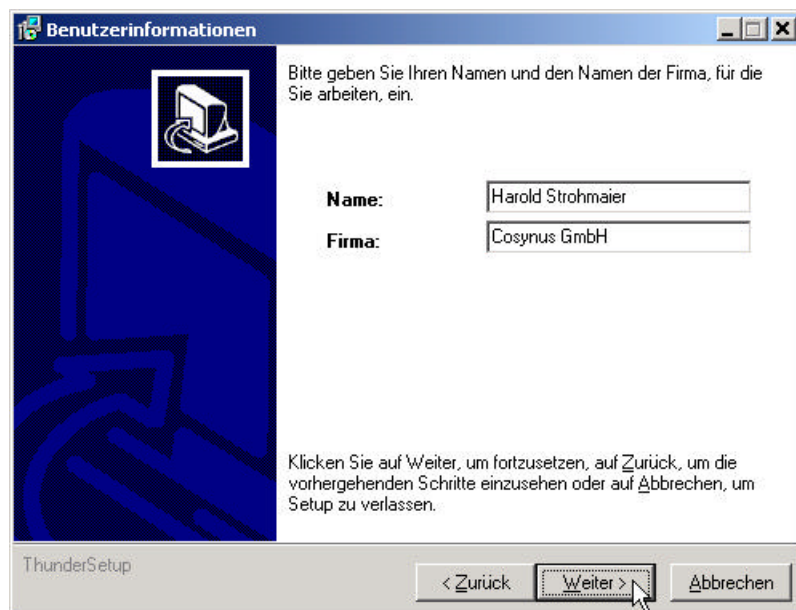 Benutzerinformationen
Bitte geben Sie Ihren Namen und den Namen der Firma, für die
Sie arbeiten, ein.
Name: Harold Strohmaier
Firma: Cosynus GmbH
Klicken Sie auf Weiter, um fortzusetzen, auf Zurück, um die
vorhergehenden Schritte einzusehen oder auf Abbrechen, um
Setup zu verlassen.
ThunderSetup
< Zurück Weiter > Abbrechen